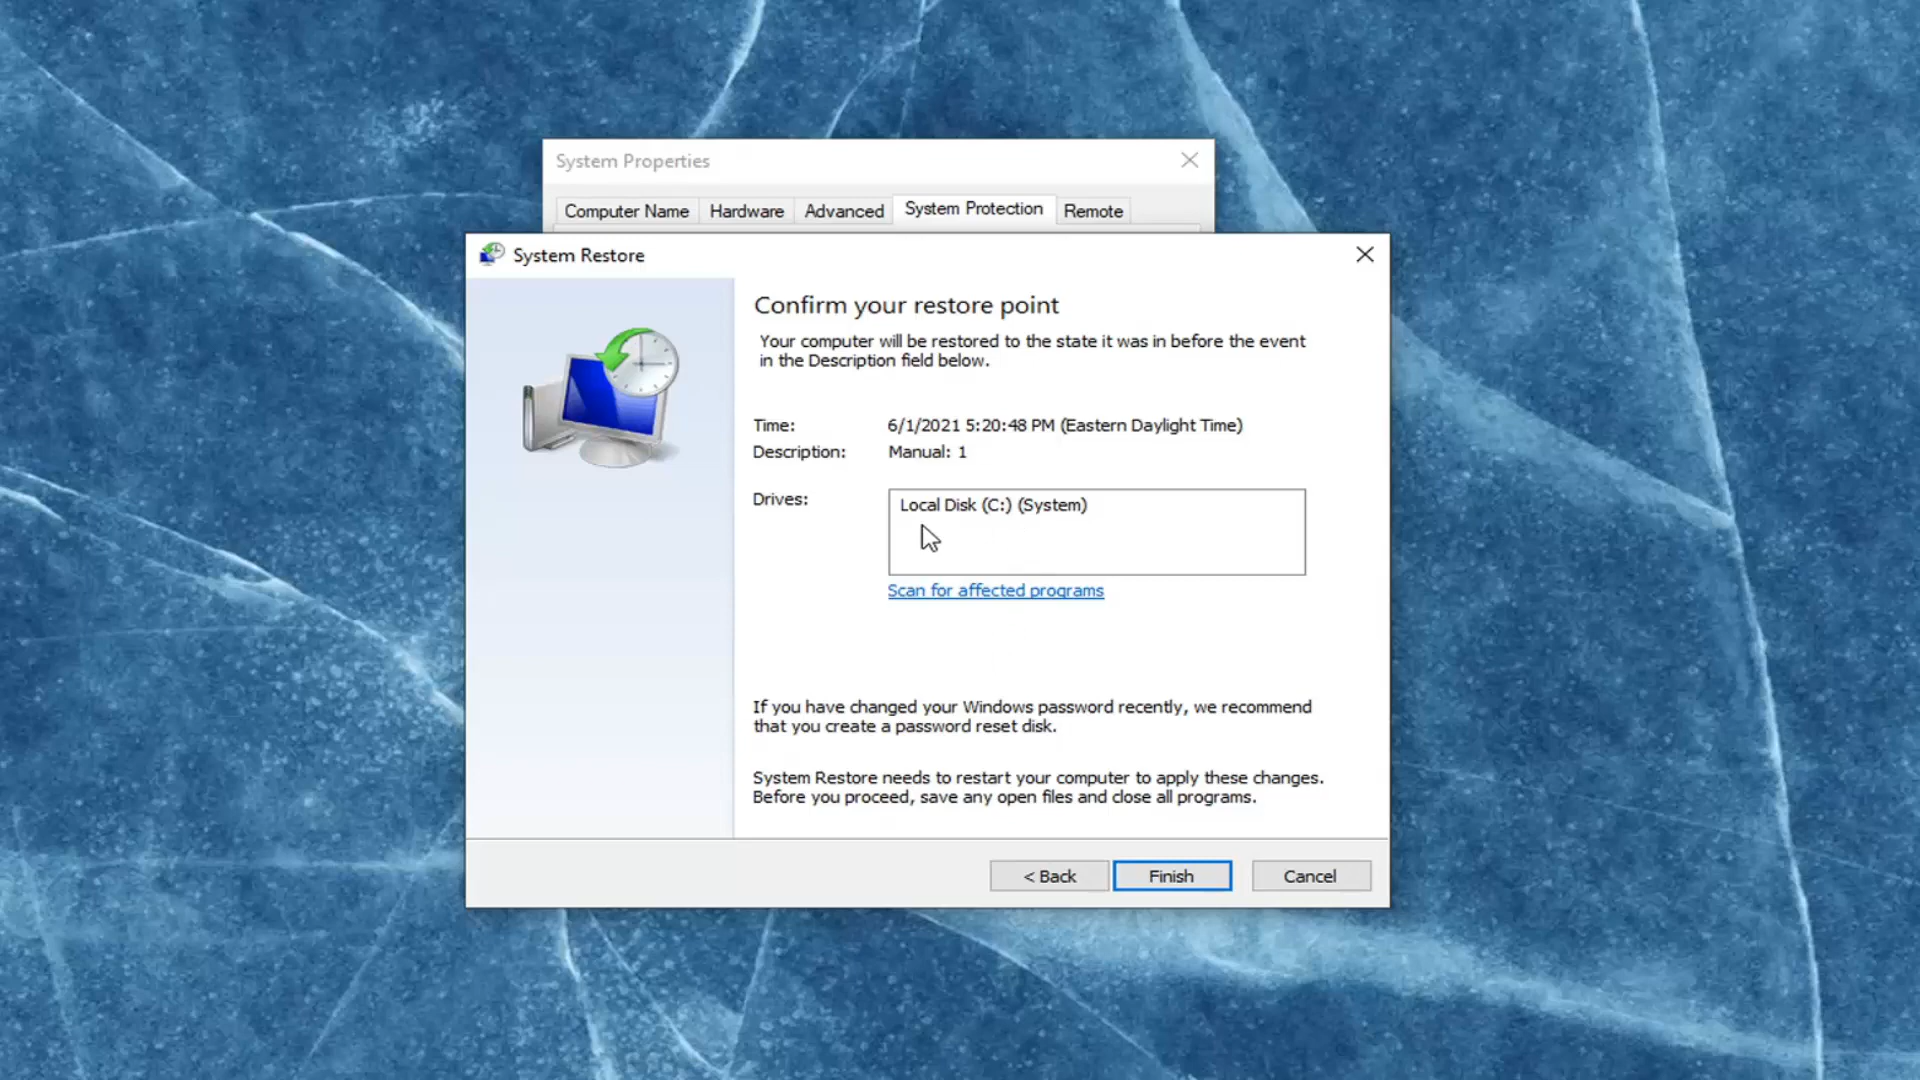 System Properties
Computer Name Hardware Advanced System Protection Remote
System Restore
Confirm your restore point
Your computer will be restored to the state it was in before the event
in the Description field below.
Time: 6/1/2021 5:20:48 PM (Eastern Daylight Time)
Description: Manual: 1
Drives: Local Disk (C:) (System)
Scan for affected programs
If you have changed your Windows password recently, we recommend
that you create a password reset disk.
System Restore needs to restart your computer to apply these changes.
Before you proceed, save any open files and close all programs.
< Back Finish Cancel